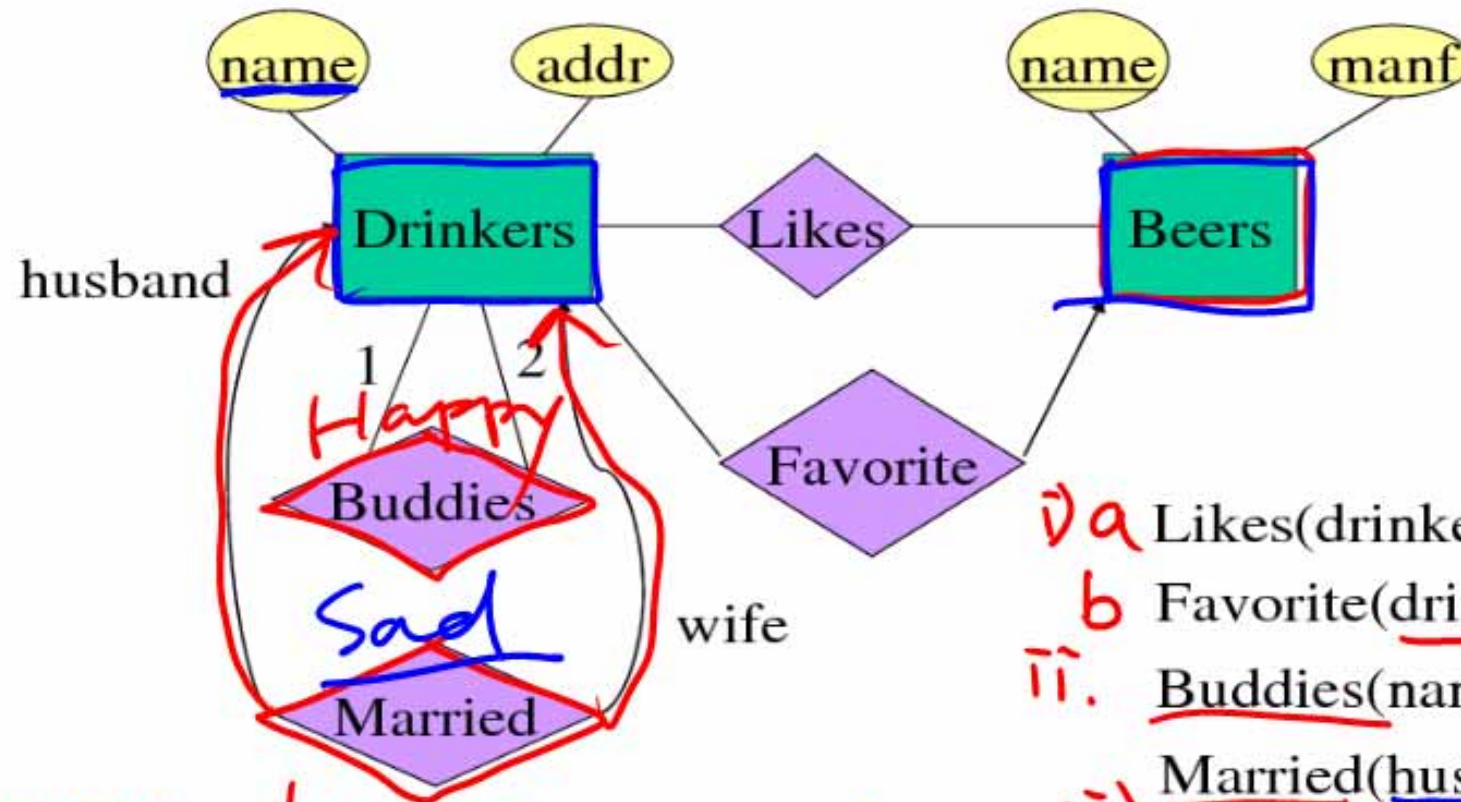 name addr name manf
Drinkers Likes Beers
husband
1 2
Happy
Buddies Favorite
i) a Likes(drinke
b Favorite(dri
Sad
wife
ii. Buddies(nar
Married
Married(hus